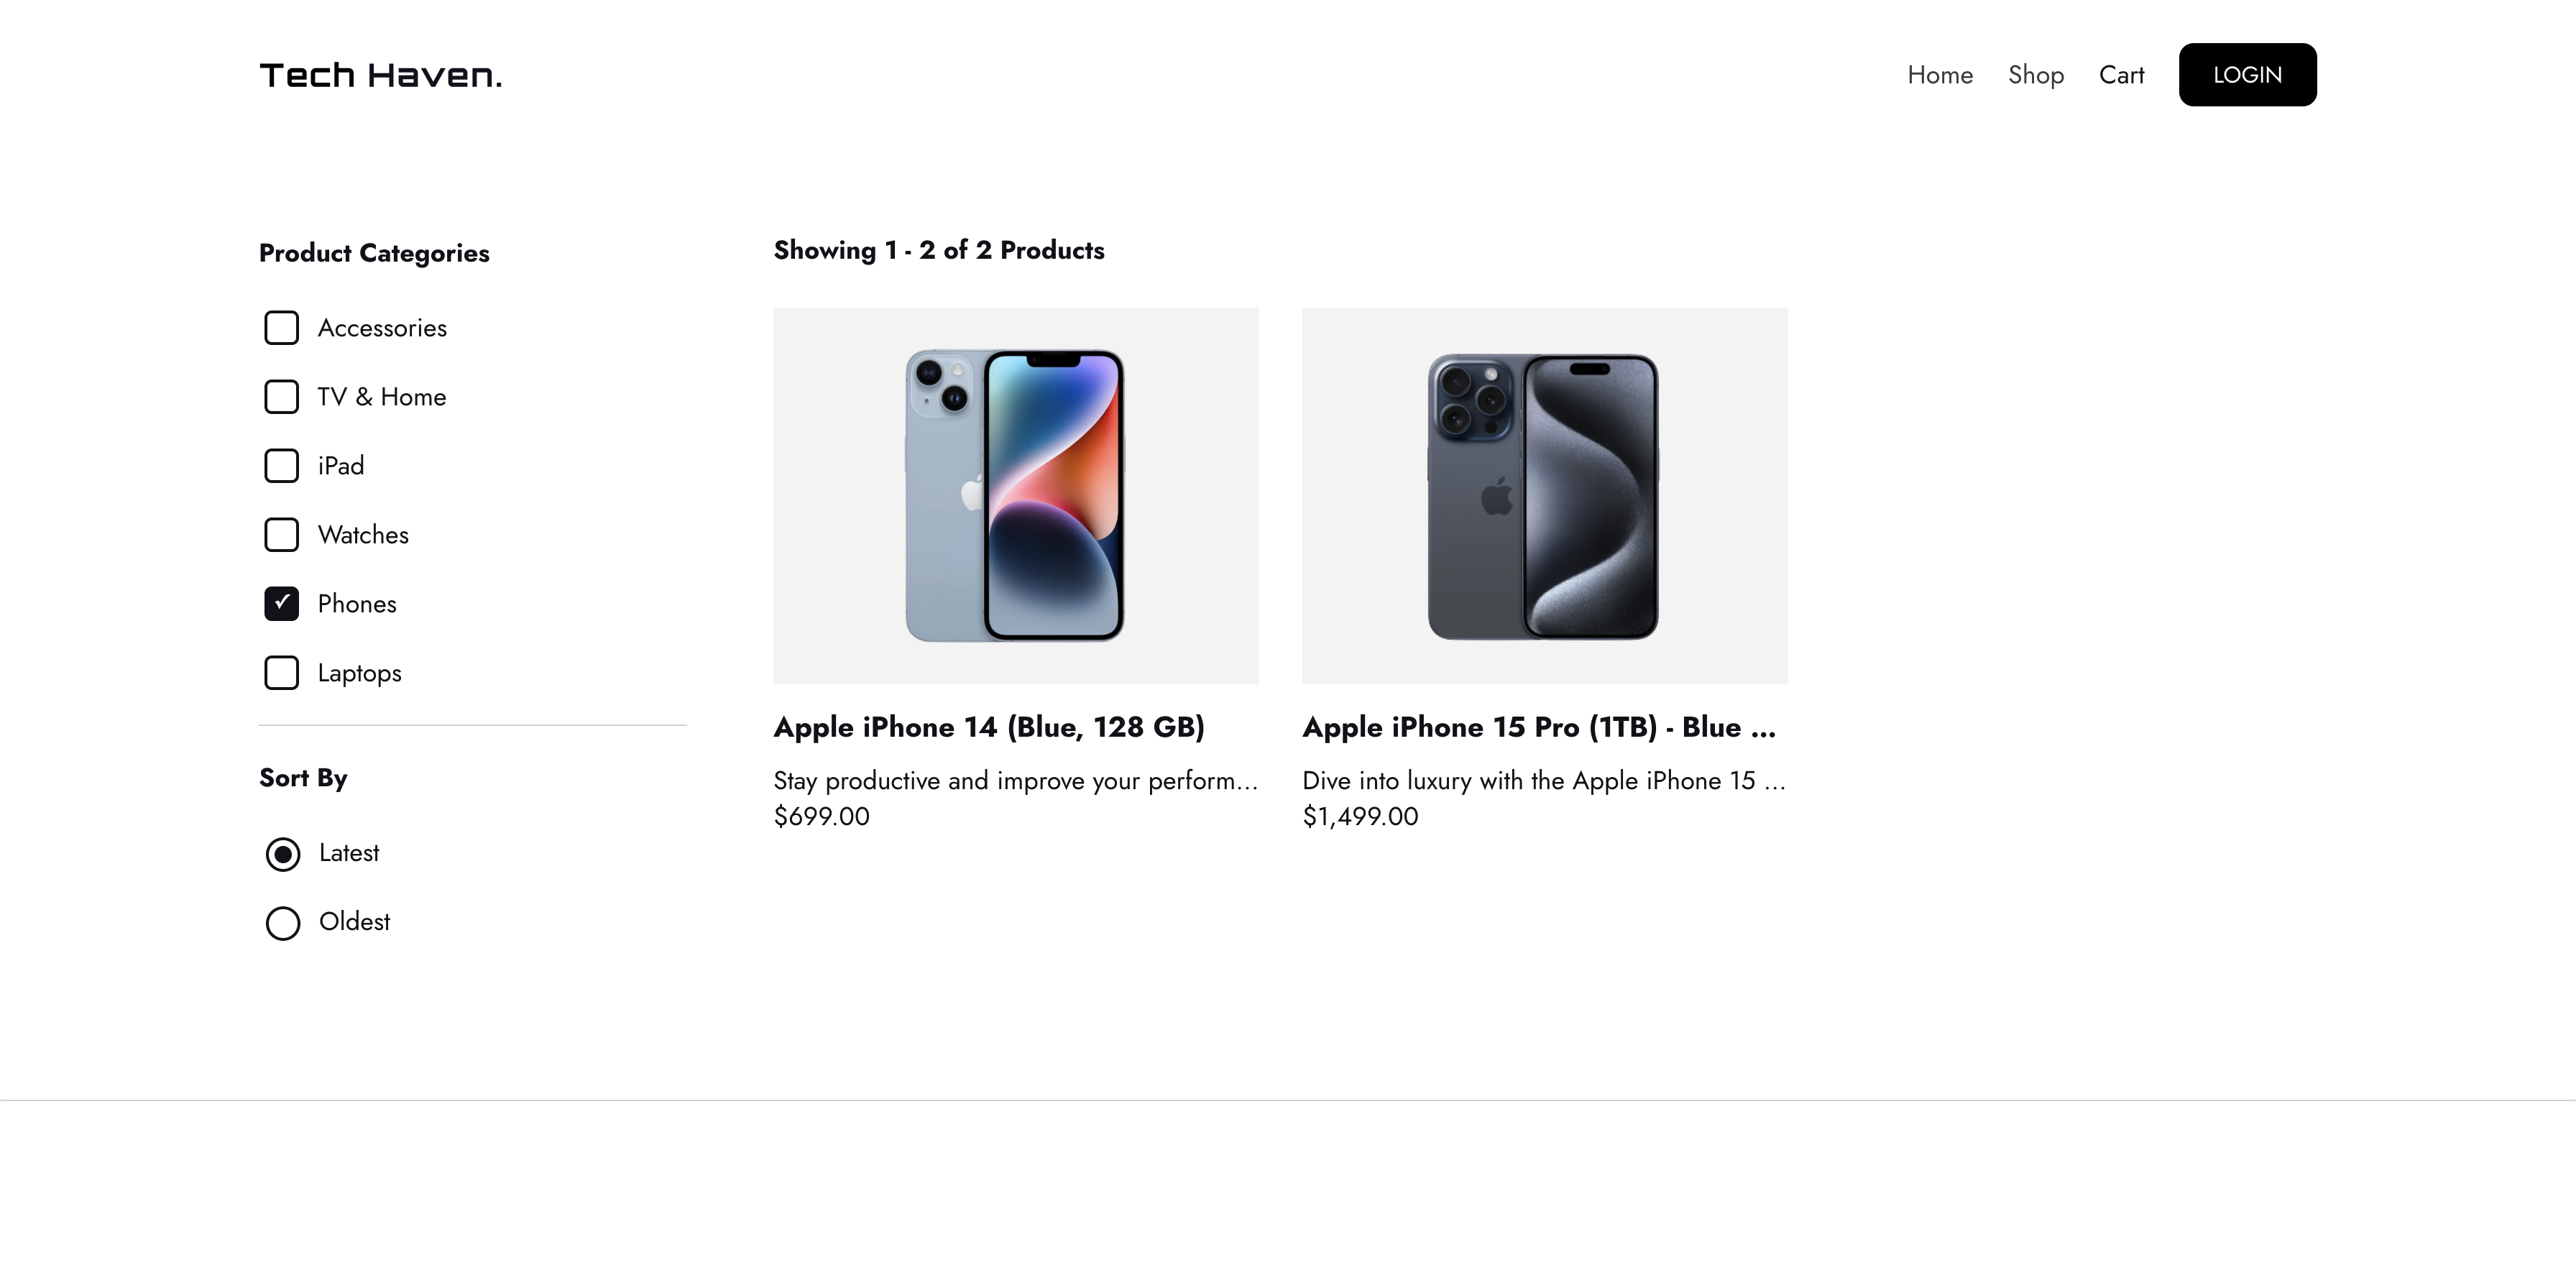 Tech Haven.
Home
Shop
Cart
LOGIN
Product Categories
Accessories
TV & Home
iPad
Watches
Phones
Laptops
Sort By
Latest
Oldest
Showing 1 - 2 of 2 Products
Apple iPhone 14 (Blue, 128 GB)
Stay productive and improve your perform...
$699.00
Apple iPhone 15 Pro (1TB) - Blue ...
Dive into luxury with the Apple iPhone 15 ...
$1,499.00